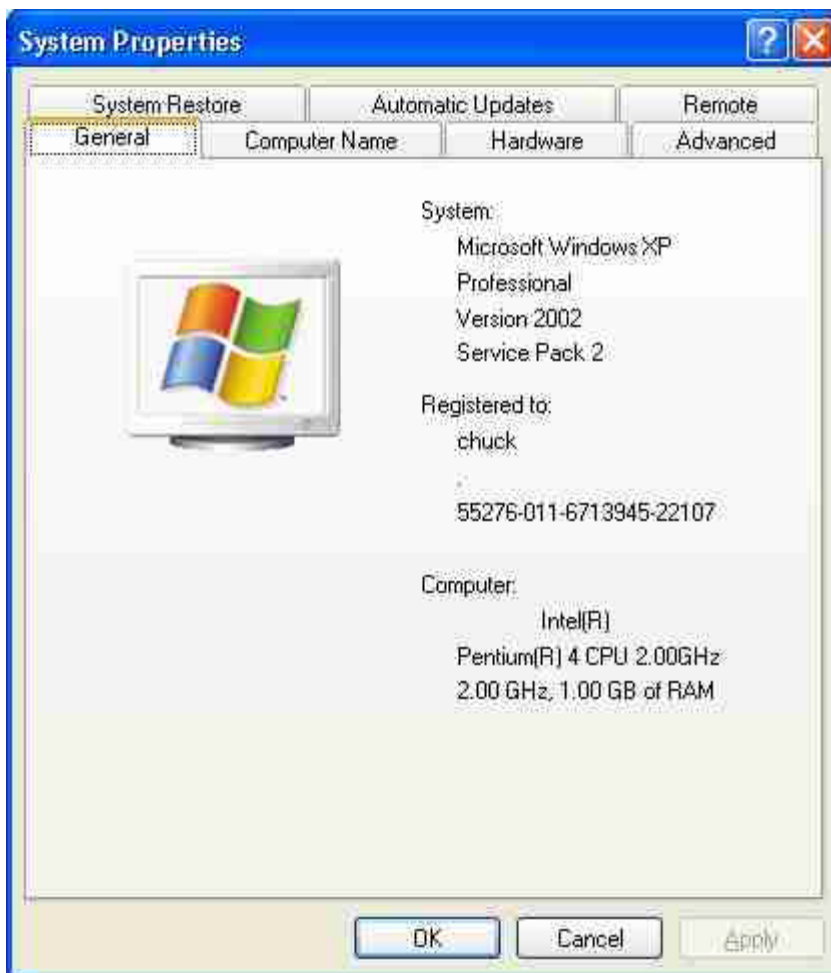 System Properties
System Restore Automatic Updates Remote
General Computer Name Hardware Advanced
System:
Microsoft Windows XP
Professional
Version 2002
Service Pack 2
Registered to:
chuck
.
55276-011-6713945-22107
Computer:
Intel(R)
Pentium(R) 4 CPU 2.00GHz
2.00 GHz, 1.00 GB of RAM
OK Cancel Apply